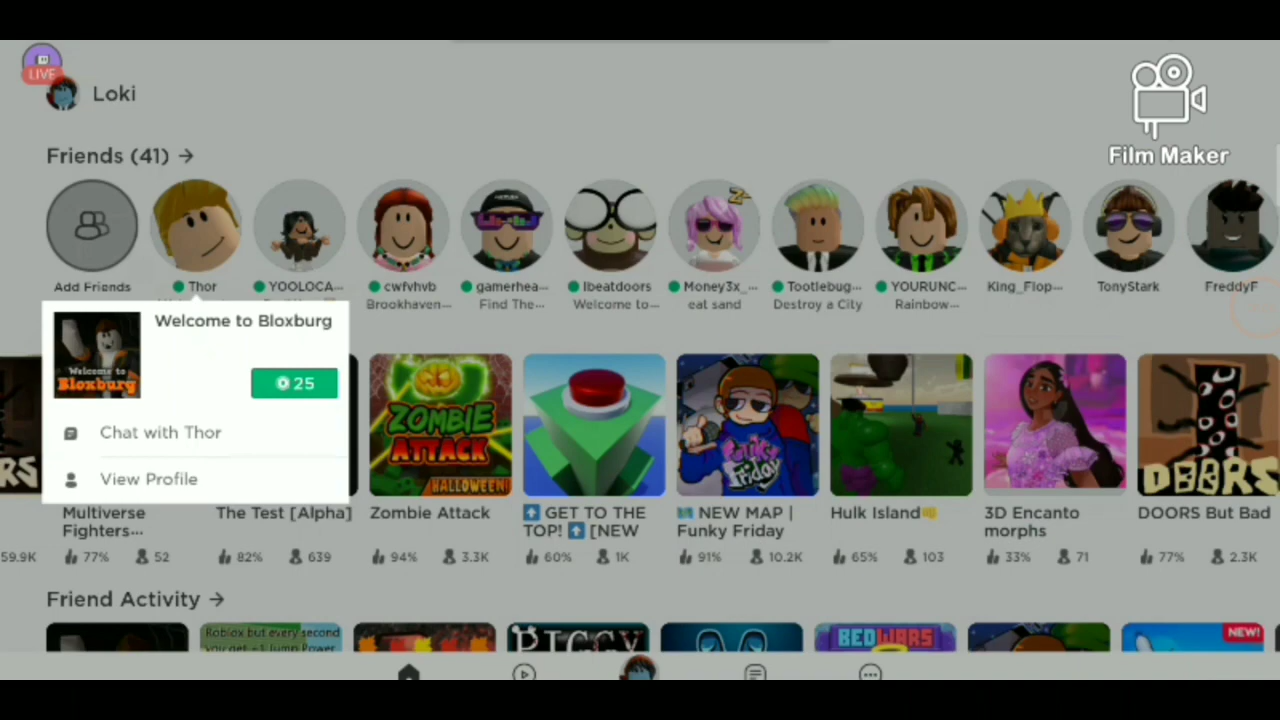 LIVE
Loki
Film Maker
Friends (41) →
Add Friends
Thor
YOOLOCA...
cwfvhvb
gamerhea...
Ibeatdoors
Money3x_...
Tootlebug...
YOURUNC...
King_Flop...
TonyStark
FreddyF
Brookhaven...
Find The...
Welcome to...
eat sand
Destroy a City
Rainbow...
Welcome to Bloxburg
Welcome to
Bloxburg
25
Chat with Thor
View Profile
RS
ZOMBIE
ATTACK
HALLOWEEN!
Funky
Friday
DOORS
Multiverse
Fighters...
The Test [Alpha]
Zombie Attack
GET TO THE
TOP! [NEW
NEW MAP |
Funky Friday
Hulk Island
3D Encanto
morphs
DOORS But Bad
59.9K
77% 52
82% 639
94% 3.3K
60% 1K
91% 10.2K
65% 103
33% 71
77% 2.3K
Friend Activity →
Roblox but every second
you get +1 Jump Power
PIGGY
BEDWARS
NEW!